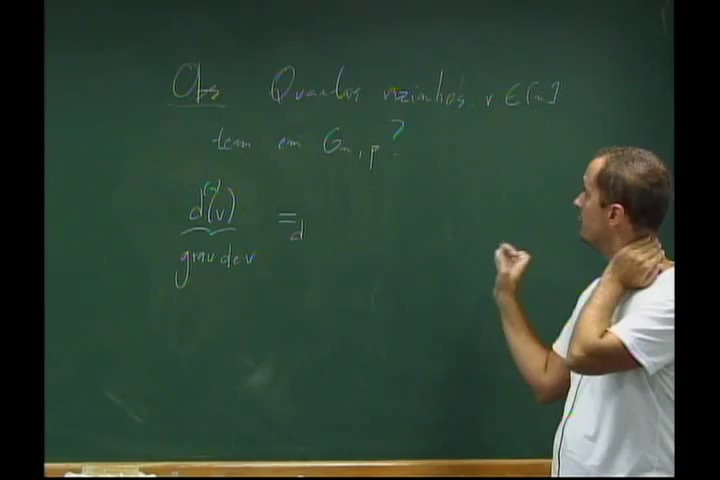 Obs Quantos vizinhos v ∈ [n]
tem em Gn,p?
d(v) =d
grau de v